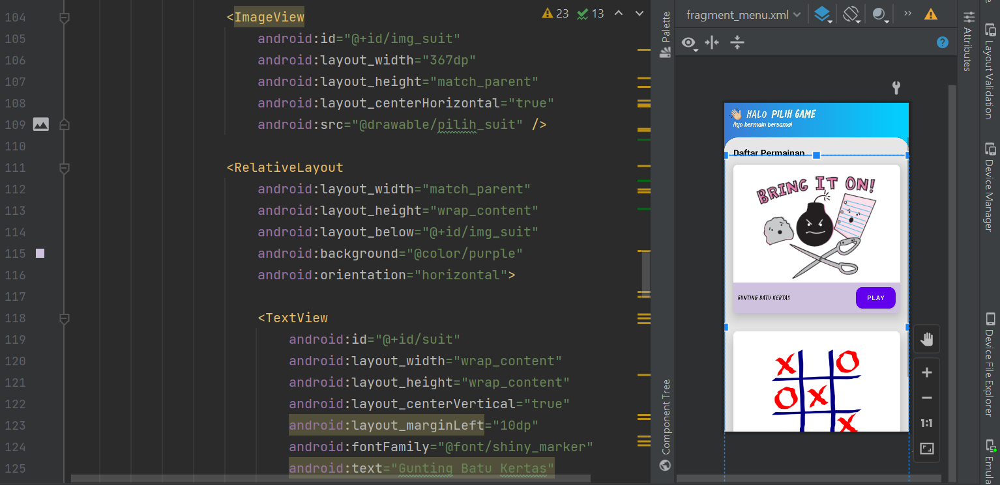 104 <ImageView
105 android:id="@+id/img_suit"
106 android:layout_width="367dp"
107 android:layout_height="match_parent"
108 android:layout_centerHorizontal="true"
109 android:src="@drawable/pilih_suit" />
110
111 <RelativeLayout
112 android:layout_width="match_parent"
113 android:layout_height="wrap_content"
114 android:layout_below="@+id/img_suit"
115 android:background="@color/purple"
116 android:orientation="horizontal">
117
118 <TextView
119 android:id="@+id/suit"
120 android:layout_width="wrap_content"
121 android:layout_height="wrap_content"
122 android:layout_centerVertical="true"
123 android:layout_marginLeft="10dp"
124 android:fontFamily="@font/shiny_marker"
125 android:text="Gunting Batu Kertas"
23 13
Palette
Component Tree
fragment_menu.xml
HALO PILIH GAME
Ayo bermain bersama!
Daftar Permainan
BRING IT ON!
GUNTING BATU KERTAS
PLAY
X O
O X
X
1:1
Attributes
Layout Validation
Device Manager
Device File Explorer
Emula